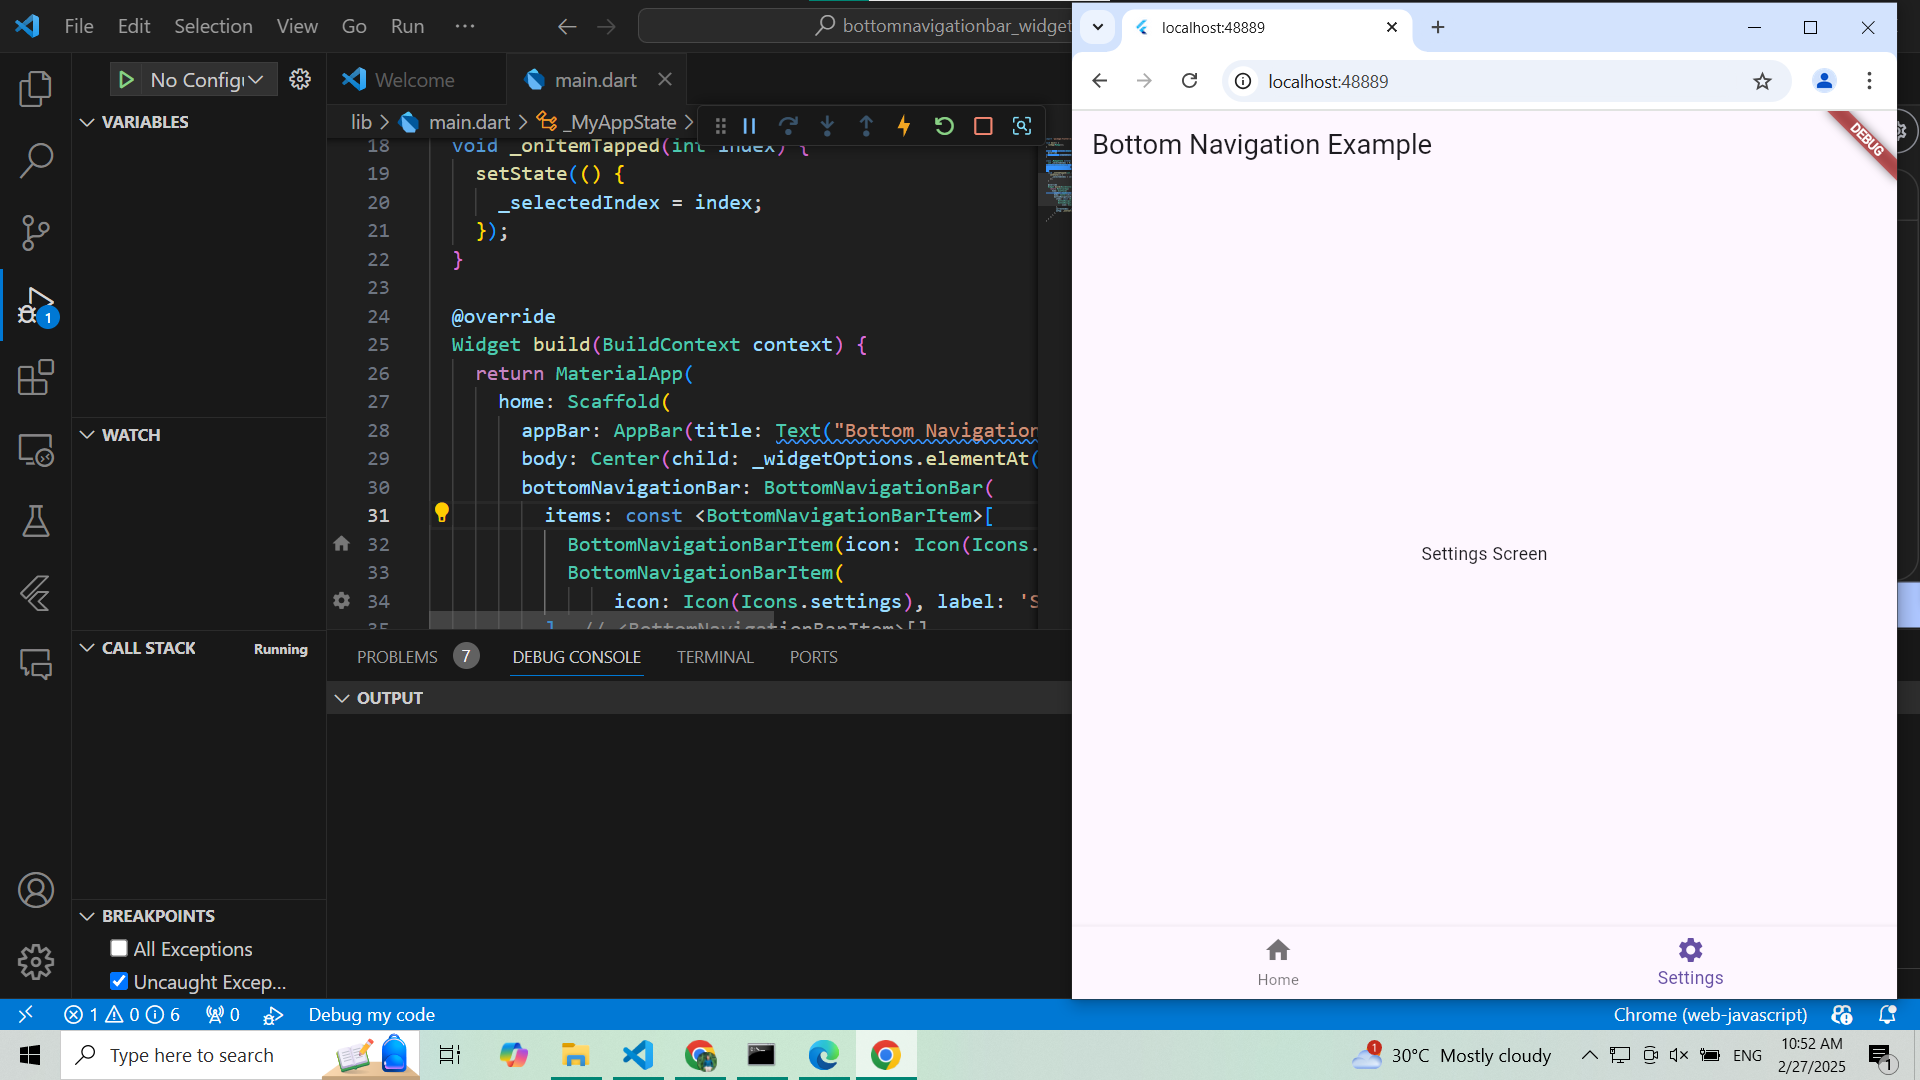 File Edit Selection View Go Run ···
bottomnavigationbar_widget
No Config
Welcome
main.dart
lib > main.dart > _MyAppState >
VARIABLES
WATCH
CALL STACK
Running
BREAKPOINTS
All Exceptions
Uncaught Excep...
1
18 void _onItemTapped(int index) {
19 setState(() {
20 _selectedIndex = index;
21 });
22 }
23
24 @override
25 Widget build(BuildContext context) {
26 return MaterialApp(
27 home: Scaffold(
28 appBar: AppBar(title: Text("Bottom Navigation
29 body: Center(child: _widgetOptions.elementAt(
30 bottomNavigationBar: BottomNavigationBar(
31 items: const <BottomNavigationBarItem>[
32 BottomNavigationBarItem(icon: Icon(Icons.
33 BottomNavigationBarItem(
34 icon: Icon(Icons.settings), label: 'S
35 ], // <BottomNavigationBarItem>[]
PROBLEMS 7 DEBUG CONSOLE TERMINAL PORTS
OUTPUT
localhost:48889
localhost:48889
Bottom Navigation Example
DEBUG
Settings Screen
Home
Settings
1 0 6 0 Debug my code
Chrome (web-javascript)
Type here to search
1
30°C Mostly cloudy
ENG
10:52 AM
2/27/2025
1